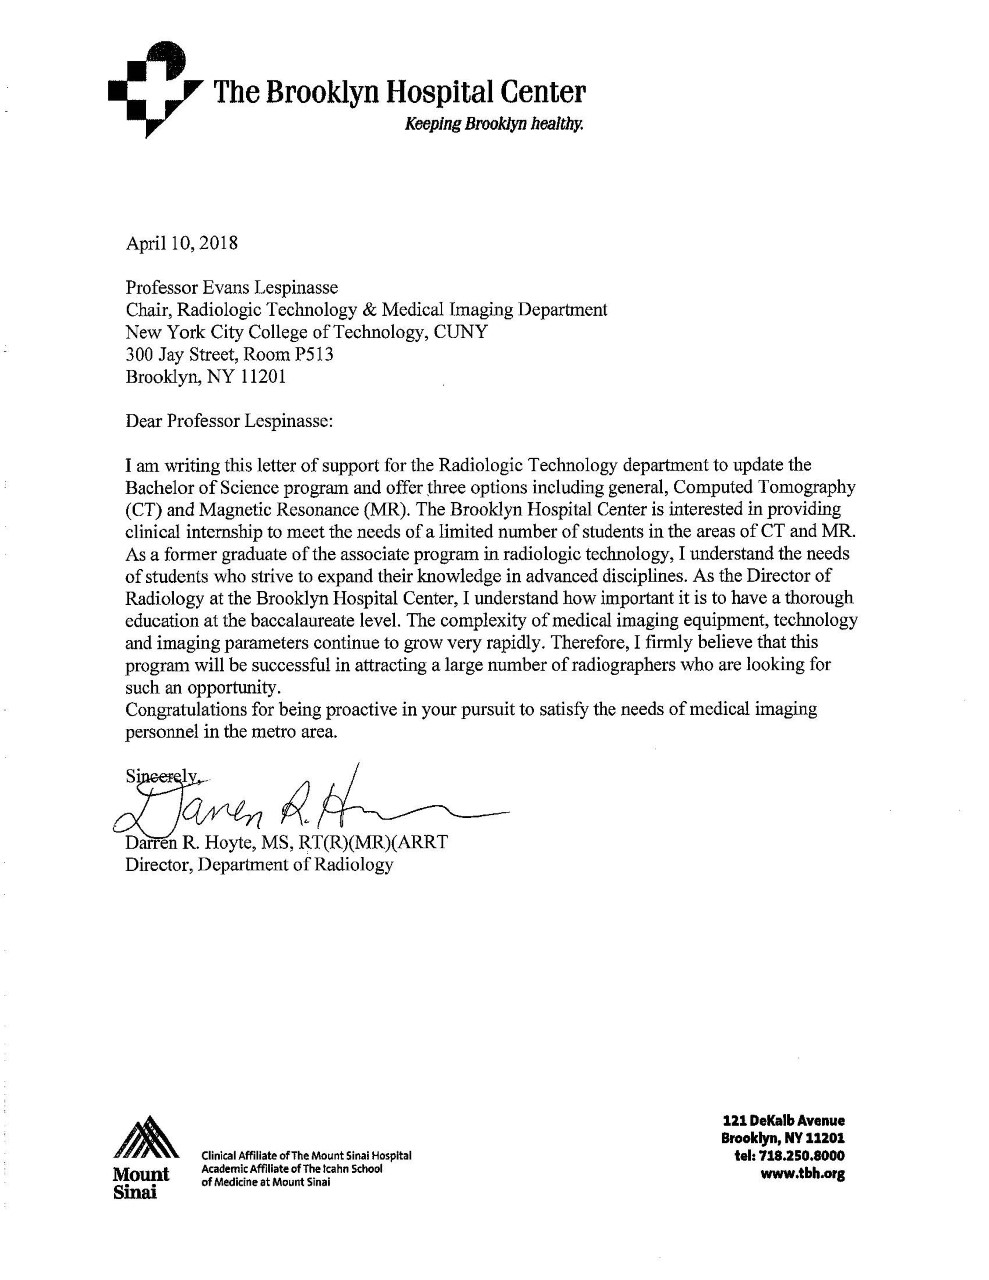 The Brooklyn Hospital Center
Keeping Brooklyn healthy.
April 10, 2018
Professor Evans Lespinasse
Chair, Radiologic Technology & Medical Imaging Department
New York City College of Technology, CUNY
300 Jay Street, Room P513
Brooklyn, NY 11201
Dear Professor Lespinasse:
I am writing this letter of support for the Radiologic Technology department to update the
Bachelor of Science program and offer three options including general, Computed Tomography
(CT) and Magnetic Resonance (MR). The Brooklyn Hospital Center is interested in providing
clinical internship to meet the needs of a limited number of students in the areas of CT and MR.
As a former graduate of the associate program in radiologic technology, I understand the needs
of students who strive to expand their knowledge in advanced disciplines. As the Director of
Radiology at the Brooklyn Hospital Center, I understand how important it is to have a thorough
education at the baccalaureate level. The complexity of medical imaging equipment, technology
and imaging parameters continue to grow very rapidly. Therefore, I firmly believe that this
program will be successful in attracting a large number of radiographers who are looking for
such an opportunity.
Congratulations for being proactive in your pursuit to satisfy the needs of medical imaging
personnel in the metro area.
Sincerely,
Darren R. H
Darren R. Hoyte, MS, RT(R)(MR)(ARRT
Director, Department of Radiology
Mount
Sinai
Clinical Affiliate of The Mount Sinai Hospital
Academic Affiliate of The Icahn School
of Medicine at Mount Sinai
121 DeKalb Avenue
Brooklyn, NY 11201
tel: 718.250.8000
www.tbh.org